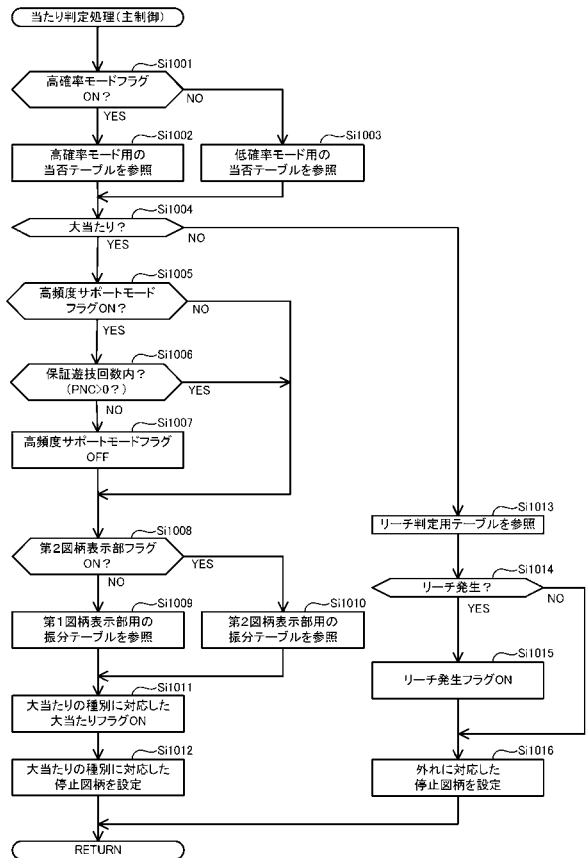 当たり判定処理(主制御)
Si1001
高確率モードフラグ
ON?
NO
YES
Si1002
高確率モード用の
当否テーブルを参照
Si1003
低確率モード用の
当否テーブルを参照
Si1004
大当たり?
NO
YES
Si1005
高頻度サポートモード
フラグON?
NO
YES
Si1006
保証遊技回数内?
(PNC>0?)
YES
NO
Si1007
高頻度サポートモードフラグ
OFF
Si1008
第2図柄表示部フラグ
ON?
YES
NO
Si1009
第1図柄表示部用の
振分テーブルを参照
Si1010
第2図柄表示部用の
振分テーブルを参照
Si1011
大当たりの種別に対応した
大当たりフラグON
Si1012
大当たりの種別に対応した
停止図柄を設定
Si1013
リーチ判定用テーブルを参照
Si1014
リーチ発生?
NO
YES
Si1015
リーチ発生フラグON
Si1016
外れに対応した
停止図柄を設定
RETURN